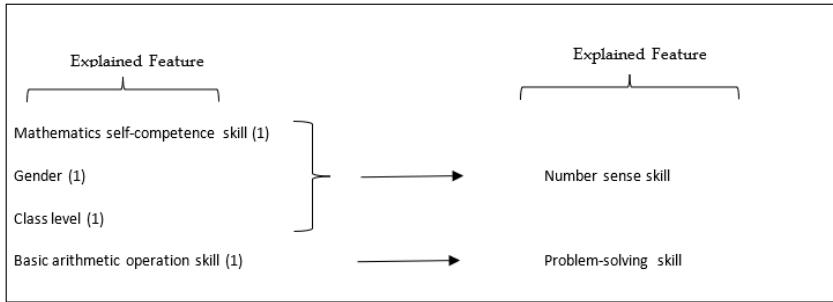 Explained Feature
Explained Feature
Mathematics self-competence skill (1)
Gender (1)
Number sense skill
Class level (1)
Basic arithmetic operation skill (1)
Problem-solving skill